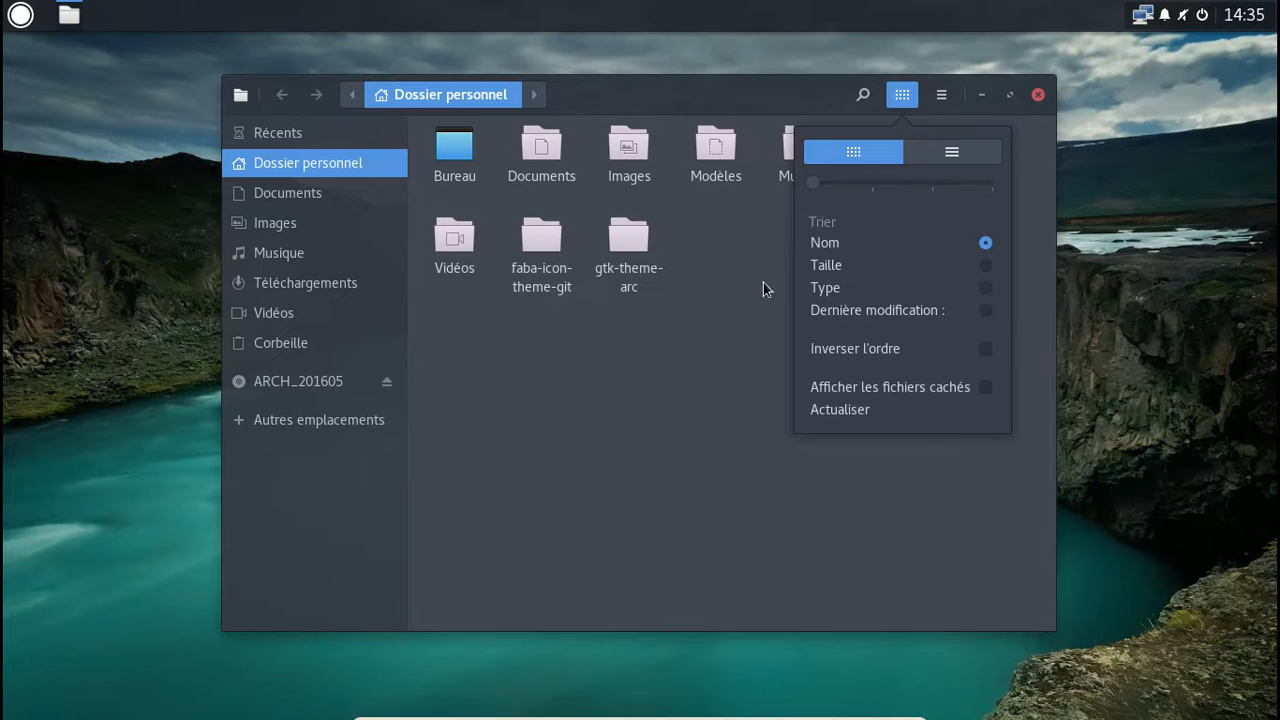 14:35
Dossier personnel
Récents
Dossier personnel
Documents
Images
Musique
Téléchargements
Vidéos
Corbeille
ARCH_201605
Autres emplacements
Bureau
Documents
Images
Modèles
Vidéos
faba-icon-
theme-git
gtk-theme-
arc
Trier
Nom
Taille
Type
Dernière modification :
Inverser l'ordre
Afficher les fichiers cachés
Actualiser